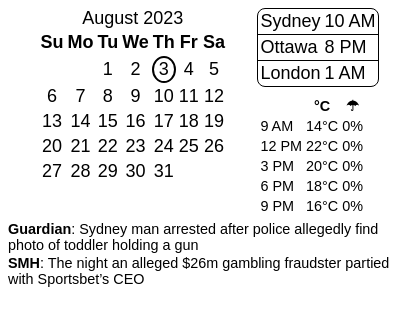 August 2023
Su Mo Tu We Th Fr Sa
1 2 3 4 5
6 7 8 9 10 11 12
13 14 15 16 17 18 19
20 21 22 23 24 25 26
27 28 29 30 31
Sydney 10 AM
Ottawa 8 PM
London 1 AM
°C ☂
9 AM 14°C 0%
12 PM 22°C 0%
3 PM 20°C 0%
6 PM 18°C 0%
9 PM 16°C 0%
Guardian: Sydney man arrested after police allegedly find
photo of toddler holding a gun
SMH: The night an alleged $26m gambling fraudster partied
with Sportsbet’s CEO